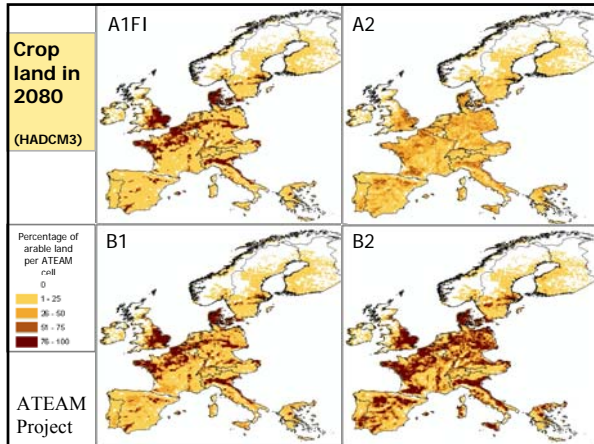 Crop
land in
2080
(HADCM3)
A1FI
A2
Percentage of
arable land
per ATEAM
cell
0
1 - 25
26 - 50
51 - 75
76 - 100
B1
B2
ATEAM
Project